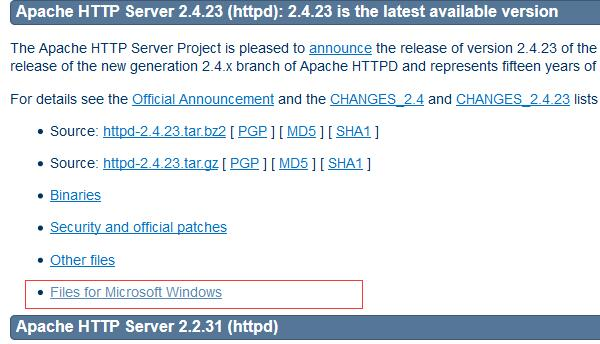 Apache HTTP Server 2.4.23 (httpd): 2.4.23 is the latest available version
The Apache HTTP Server Project is pleased to announce the release of version 2.4.23 of the
release of the new generation 2.4.x branch of Apache HTTPD and represents fifteen years of
For details see the Official Announcement and the CHANGES_2.4 and CHANGES_2.4.23 lists
• Source: httpd-2.4.23.tar.bz2 [ PGP ] [ MD5 ] [ SHA1 ]
• Source: httpd-2.4.23.tar.gz [ PGP ] [ MD5 ] [ SHA1 ]
• Binaries
• Security and official patches
• Other files
• Files for Microsoft Windows
Apache HTTP Server 2.2.31 (httpd)